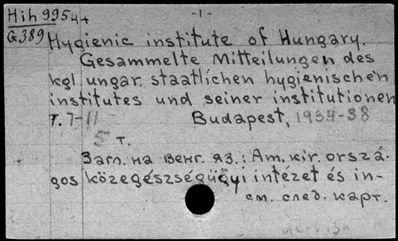 Hih 995u+
G389
-1-
Hygienic institute of Hungary.
Gesammelte Mitteilungen des
kgl. ungar. staatlichen hygienischen
institutes und seiner institutionen
T. 7-11 Budapest, 1937-38
5 т.
Загл. на венг. яз.: Am. kir. orszá-
gos közegészségügyi intézet és in-
см. след. карт.